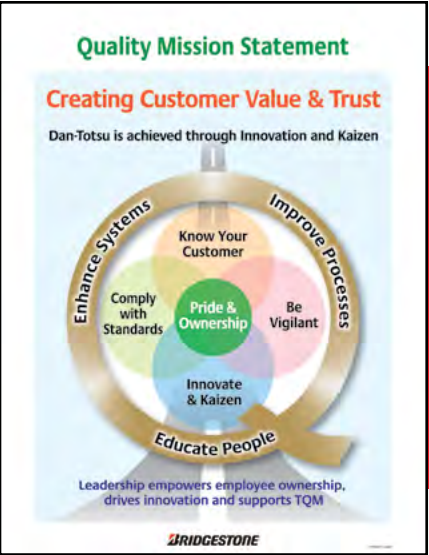 Quality Mission Statement
Creating Customer Value & Trust
Dan-Totsu is achieved through Innovation and Kaizen
Enhance Systems
Improve Processes
Know Your
Customer
Comply
with
Standards
Pride &
Ownership
Be
Vigilant
Innovate
& Kaizen
Educate People
Leadership empowers employee ownership,
drives innovation and supports TQM
BRIDGESTONE